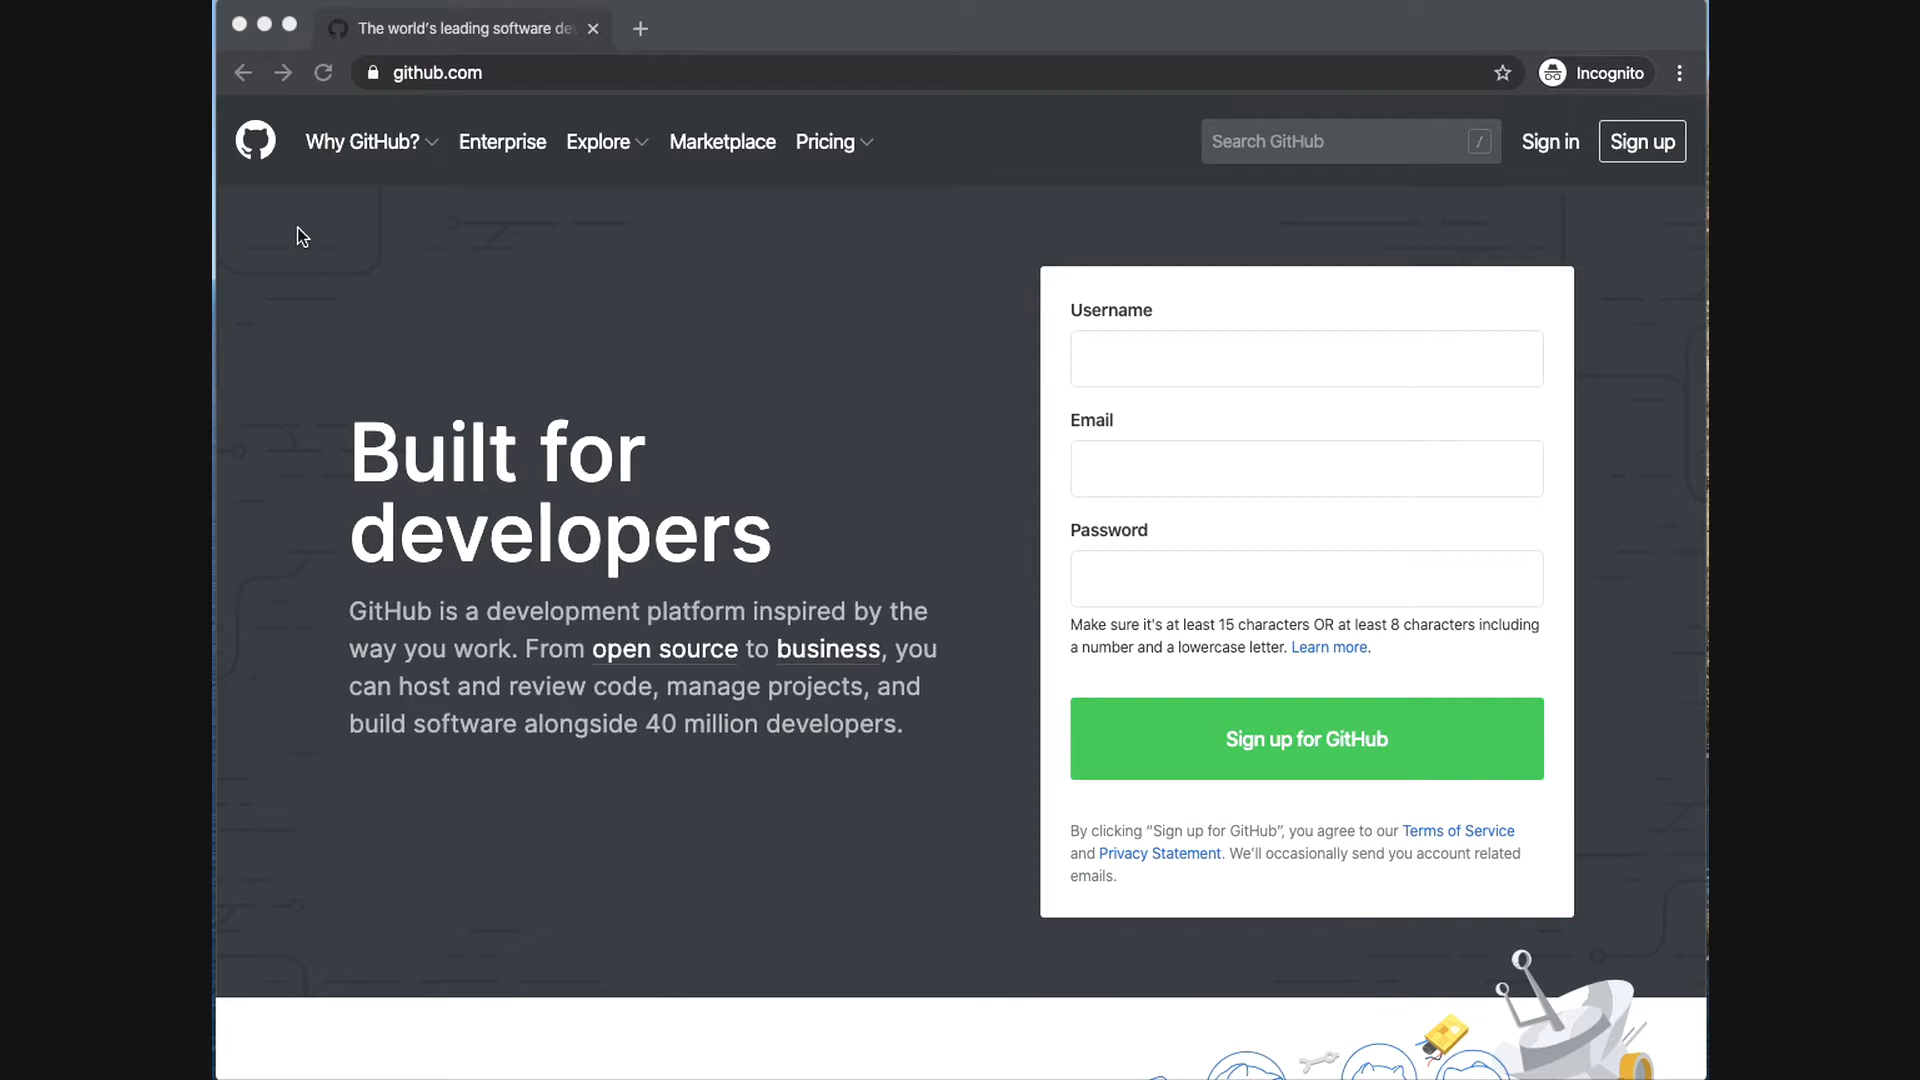 The world's leading software de
github.com
Incognito
Why GitHub?
Enterprise
Explore
Marketplace
Pricing
Search GitHub
/
Sign in
Sign up
Built for
developers
GitHub is a development platform inspired by the
way you work. From open source to business, you
can host and review code, manage projects, and
build software alongside 40 million developers.
Username
Email
Password
Make sure it's at least 15 characters OR at least 8 characters including
a number and a lowercase letter. Learn more.
Sign up for GitHub
By clicking “Sign up for GitHub”, you agree to our Terms of Service
and Privacy Statement. We’ll occasionally send you account related
emails.